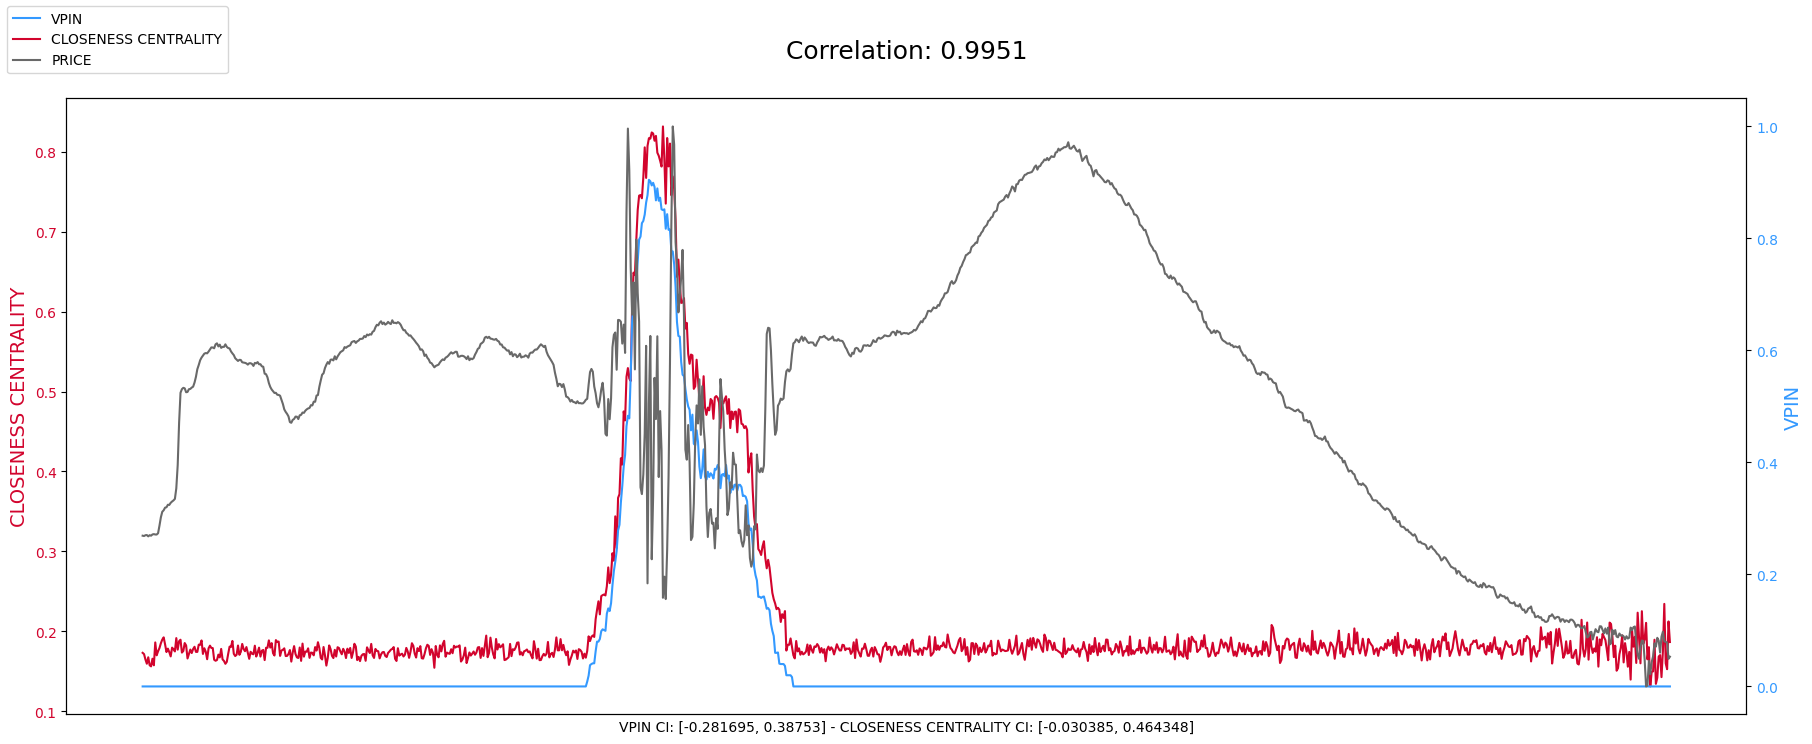 VPIN
CLOSENESS CENTRALITY
PRICE
Correlation: 0.9951
CLOSENESS CENTRALITY
0.8
0.7
0.6
0.5
0.4
0.3
0.2
0.1
1.0
0.8
0.6
0.4
0.2
0.0
VPIN
VPIN CI: [-0.281695, 0.38753] - CLOSENESS CENTRALITY CI: [-0.030385, 0.464348]